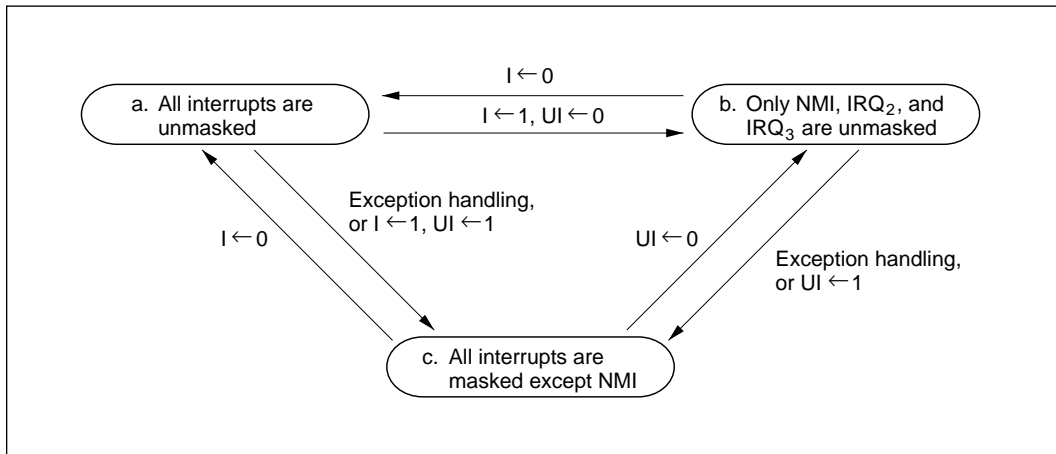 I ← 0
a. All interrupts are
unmasked
I ← 1, UI ← 0
b. Only NMI, IRQ₂, and
IRQ₃ are unmasked
Exception handling,
or I ← 1, UI ← 1
I ← 0
UI ← 0
Exception handling,
or UI ← 1
c. All interrupts are
masked except NMI